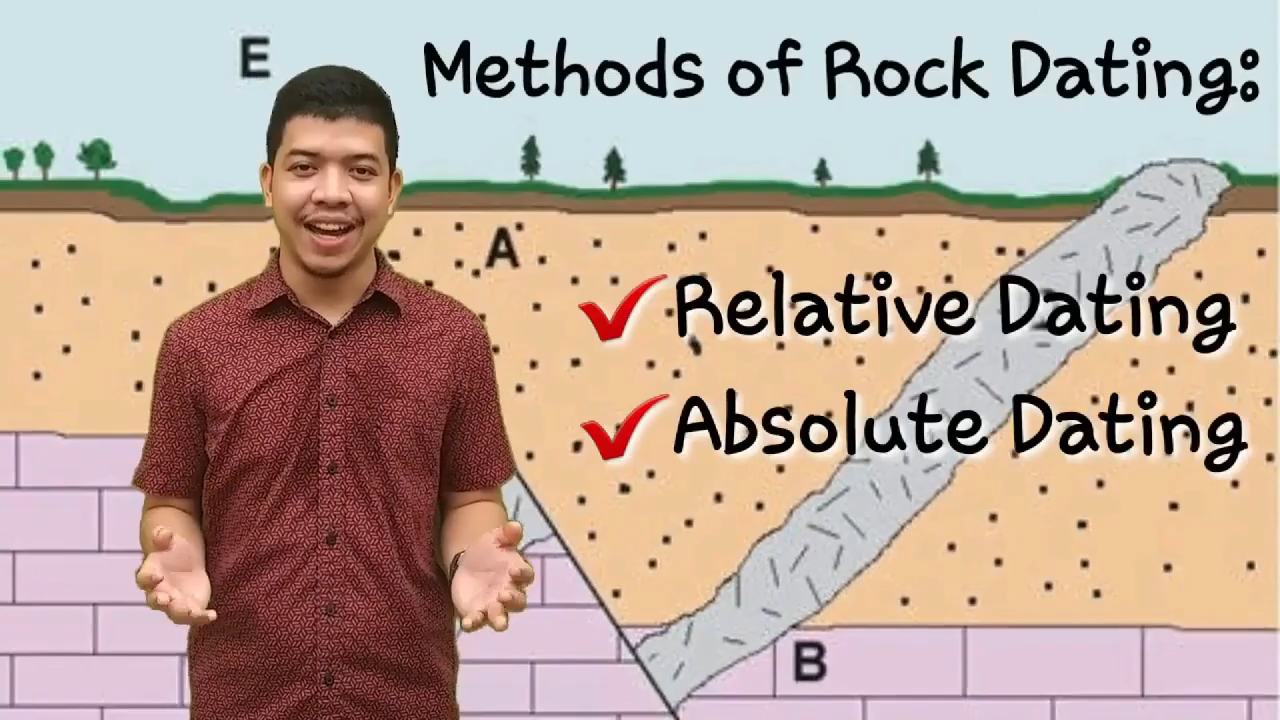 E
Methods of Rock Dating:
A
Relative Dating
Absolute Dating
B